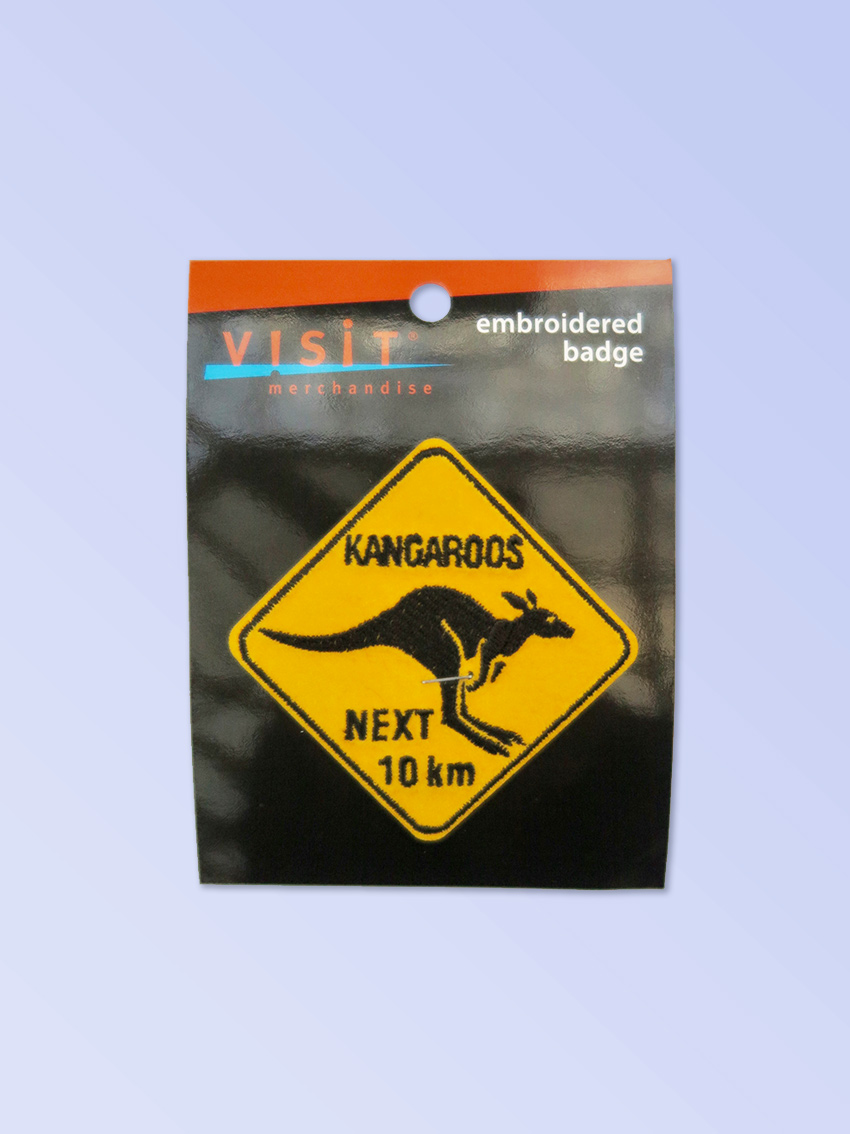 ViSiT®
merchandise
embroidered
badge
KANGAROOS
NEXT
10 km